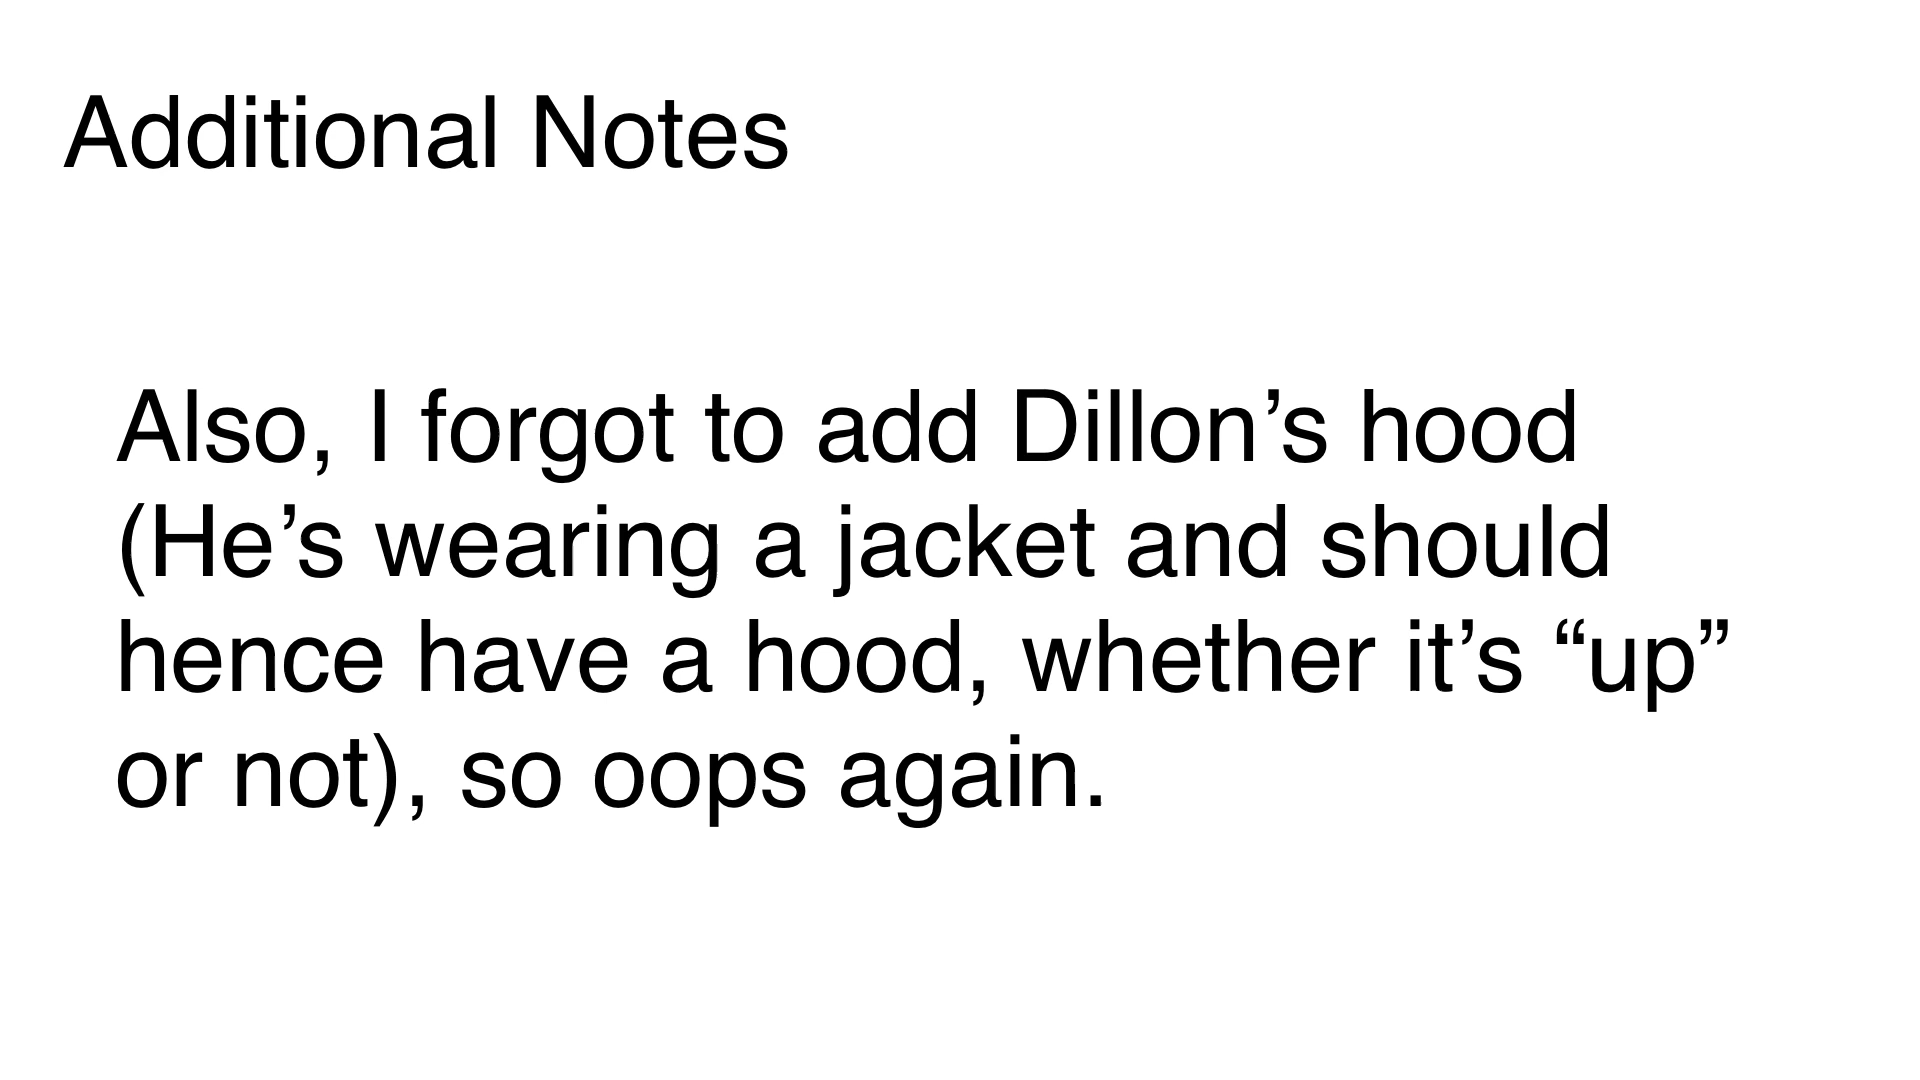 Additional Notes
Also, I forgot to add Dillon’s hood
(He’s wearing a jacket and should
hence have a hood, whether it’s “up”
or not), so oops again.